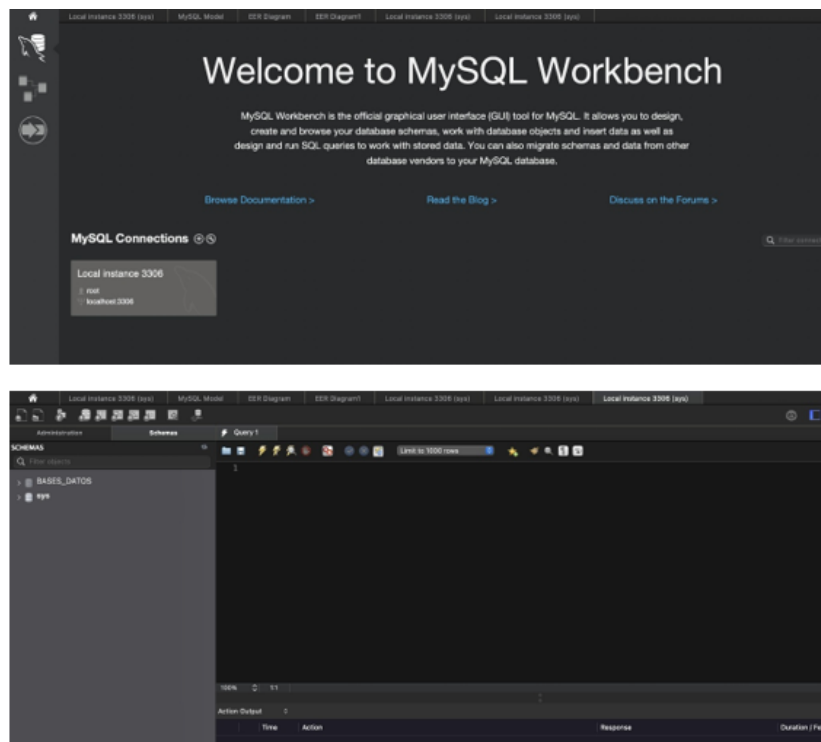 Local instance 3306 (sys) MySQL Model EER Diagram EER Diagram1 Local instance 3306 (sys) Local instance 3306 (sys)
Welcome to MySQL Workbench
MySQL Workbench is the official graphical user interface (GUI) tool for MySQL. It allows you to design,
create and browse your database schemas, work with database objects and insert data as well as
design and run SQL queries to work with stored data. You can also migrate schemas and data from other
database vendors to your MySQL database.
Browse Documentation > Read the Blog > Discuss on the Forums >
MySQL Connections
Filter
Local instance 3306
root
localhost:3306
Local instance 3306 (sys) MySQL Model EER Diagram EER Diagram1 Local instance 3306 (sys) Local instance 3306 (sys) Local instance 3306 (sys)
Administration Schemas Query 1
SCHEMAS
Filter objects
Limit to 1000 rows
1
BASES_DATOS
sys
100% 1:1
Action Output
Time Action Response Duration /